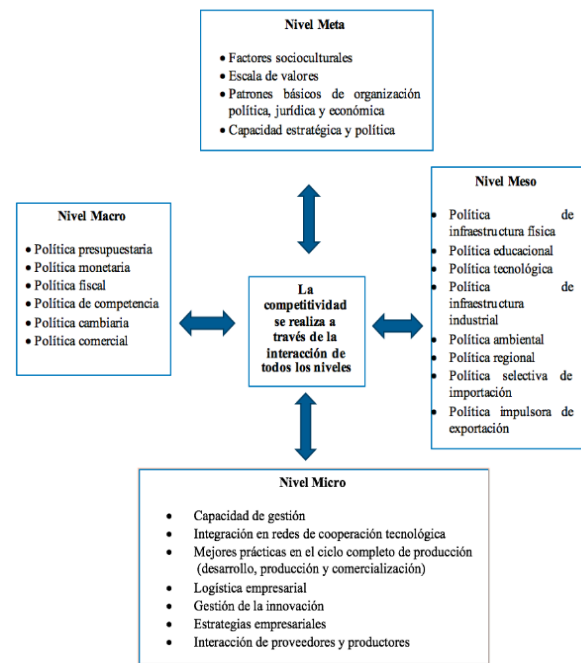 Nivel Meta
• Factores socioculturales
• Escala de valores
• Patrones básicos de organización
política, jurídica y económica
• Capacidad estratégica y política
Nivel Macro
• Política presupuestaria
• Política monetaria
• Política fiscal
• Política de competencia
• Política cambiaria
• Política comercial
La
competitividad
se realiza a
través de la
interacción de
todos los niveles
Nivel Meso
• Política de
infraestructura física
• Política educacional
• Política tecnológica
• Política de
infraestructura
industrial
• Política ambiental
• Política regional
• Política selectiva de
importación
• Política impulsora de
exportación
Nivel Micro
• Capacidad de gestión
• Integración en redes de cooperación tecnológica
• Mejores prácticas en el ciclo completo de producción
(desarrollo, producción y comercialización)
• Logística empresarial
• Gestión de la innovación
• Estrategias empresariales
• Interacción de proveedores y productores